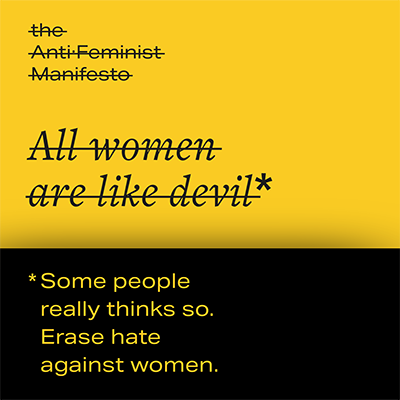 the
Anti·Feminist
Manifesto
All women
are like devil*
*Some people
really thinks so.
Erase hate
against women.